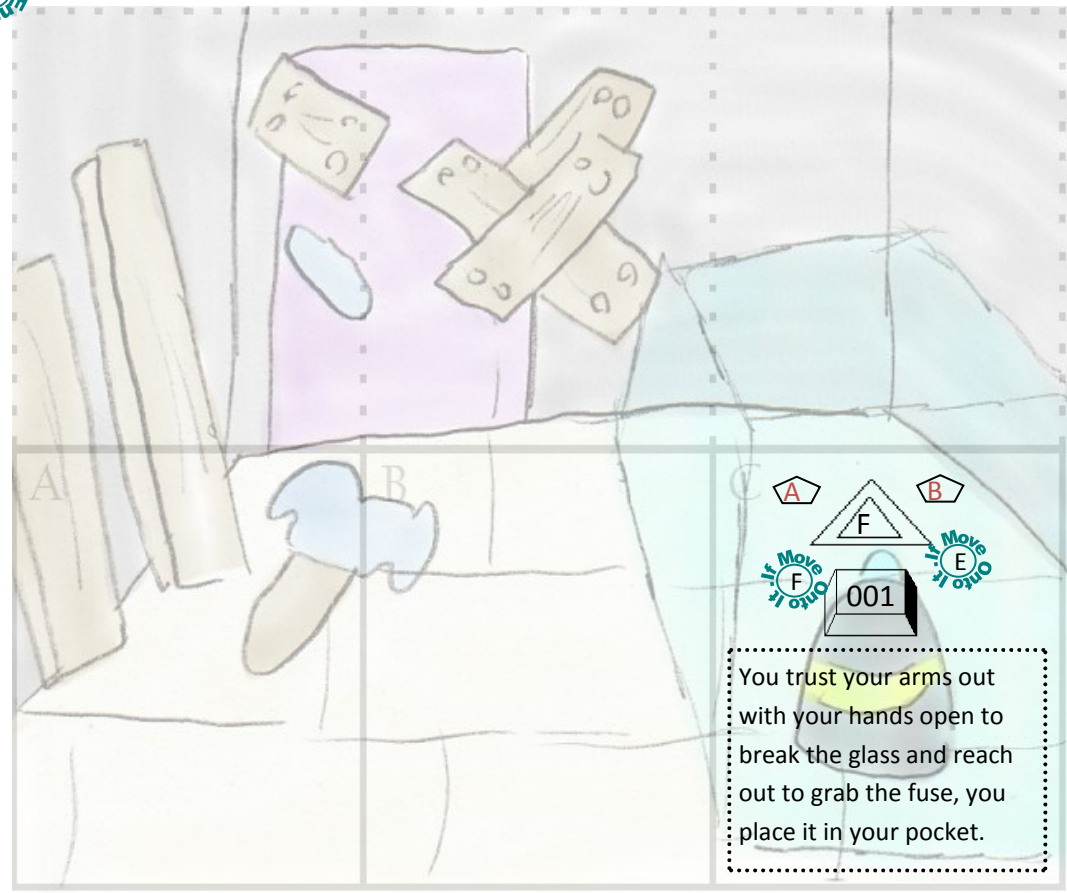 A
B
C
A
B
F
If Move Onto It.
F
If Move Onto It.
E
001
You trust your arms out
with your hands open to
break the glass and reach
out to grab the fuse, you
place it in your pocket.